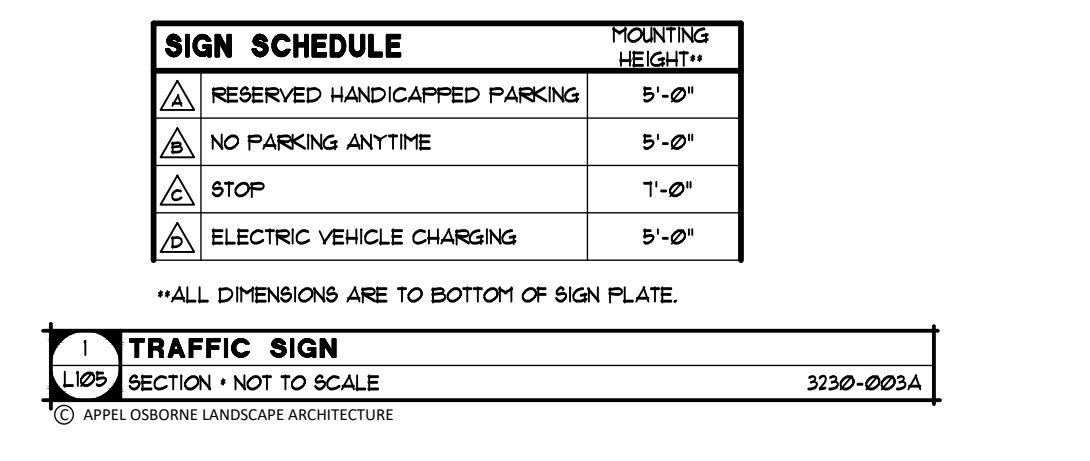 SIGN SCHEDULE
MOUNTING
HEIGHT**
A RESERVED HANDICAPPED PARKING 5'-0"
B NO PARKING ANYTIME 5'-0"
C STOP 7'-0"
D ELECTRIC VEHICLE CHARGING 5'-0"
**ALL DIMENSIONS ARE TO BOTTOM OF SIGN PLATE.
1 TRAFFIC SIGN
L105 SECTION * NOT TO SCALE 3230-003A
© APPEL OSBORNE LANDSCAPE ARCHITECTURE